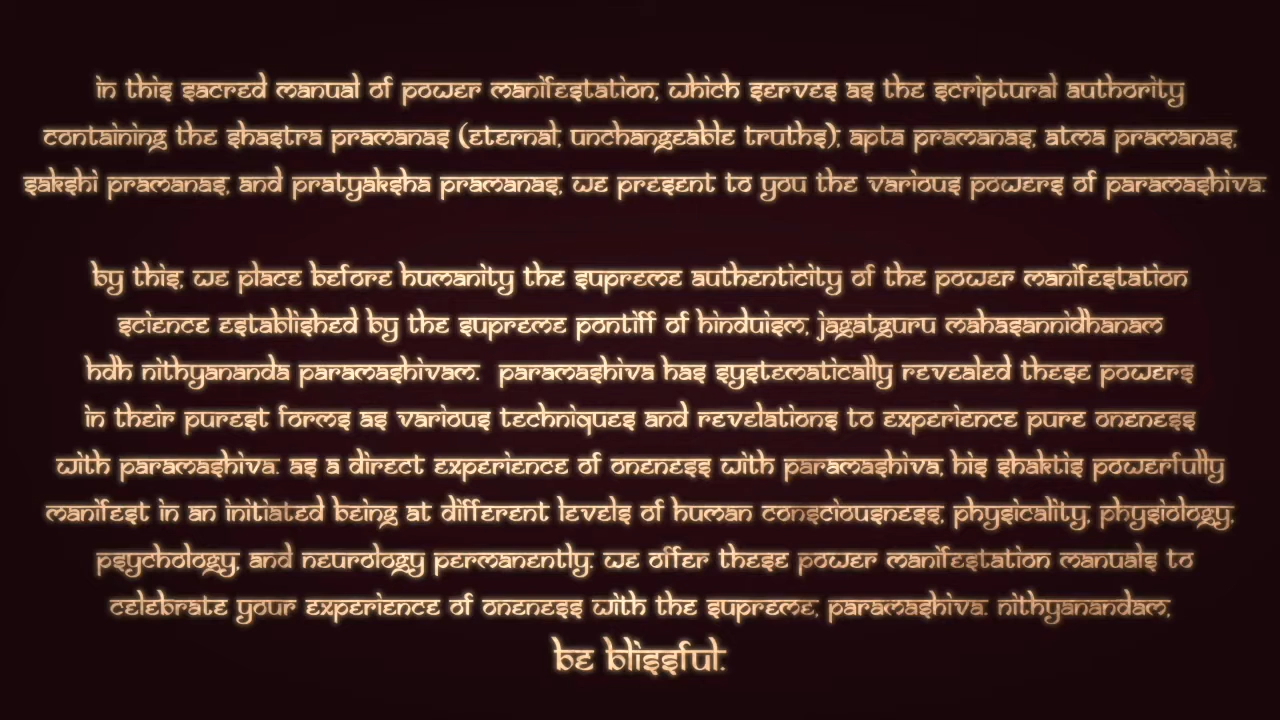 in this sacred manual of power manifestation, which serves as the scriptural authority
containing the shastra pramanas (eternal, unchangeable truths); apta pramanas, atma pramanas,
sakshi pramanas, and pratyaksha pramanas, we present to you the various powers of paramashiva.
by this, we place before humanity the supreme authenticity of the power manifestation
science established by the supreme pontiff of hinduism, jagatguru mahasannidhanam
hdh nithyananda paramashivam. paramashiva has systematically revealed these powers
in their purest forms as various techniques and revelations to experience pure oneness
with paramashiva. as a direct experience of oneness with paramashiva, his shaktis powerfully
manifest in an initiated being at different levels of human consciousness, physicality, physiology,
psychology, and neurology permanently. we offer these power manifestation manuals to
celebrate your experience of oneness with the supreme, paramashiva. nithyanandam,
be blissful.